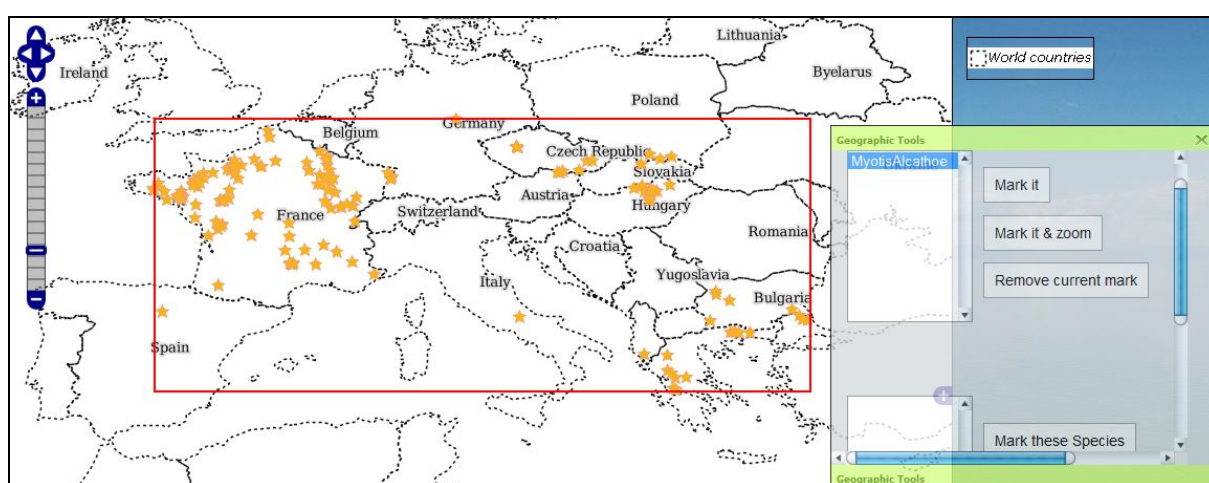 Lithuania
World countries
Ireland
Byelarus
Poland
Belgium
Germany
Geographic Tools
Czech Republic
MyotisAlcathoe
Slovakia
Mark it
Austria
Switzerland
Hungary
France
Croatia
Romania
Mark it & zoom
Italy
Yugoslavia
Remove current mark
Bulgaria
Spain
Mark these Species
Geographic Tools